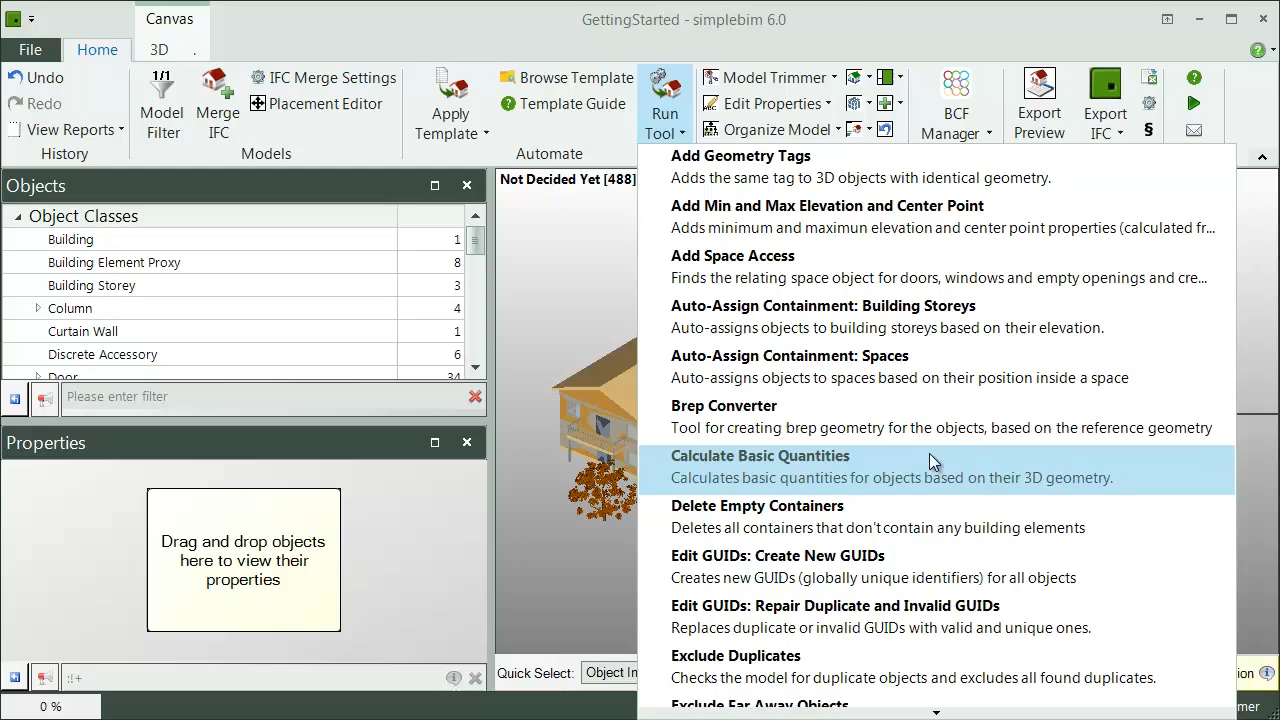 GettingStarted - simplebim 6.0
Canvas
File
Home
3D
Undo
Redo
View Reports
History
1/1
Model
Filter
Merge
IFC
IFC Merge Settings
Placement Editor
Models
Apply
Template
Browse Template
Template Guide
Automate
Run
Tool
Model Trimmer
Edit Properties
ABC
Organize Model
BCF
Manager
Export
Preview
Export
IFC
§
Objects
Object Classes
Building 1
Building Element Proxy 8
Building Storey 3
Column 4
Curtain Wall 1
Discrete Accessory 6
Door 34
Please enter filter
Properties
Drag and drop objects
here to view their
properties
:+
0 %
Not Decided Yet [488]
Add Geometry Tags
Adds the same tag to 3D objects with identical geometry.
Add Min and Max Elevation and Center Point
Adds minimum and maximun elevation and center point properties (calculated fr...
Add Space Access
Finds the relating space object for doors, windows and empty openings and cre...
Auto-Assign Containment: Building Storeys
Auto-assigns objects to building storeys based on their elevation.
Auto-Assign Containment: Spaces
Auto-assigns objects to spaces based on their position inside a space
Brep Converter
Tool for creating brep geometry for the objects, based on the reference geometry
Calculate Basic Quantities
Calculates basic quantities for objects based on their 3D geometry.
Delete Empty Containers
Deletes all containers that don't contain any building elements
Edit GUIDs: Create New GUIDs
Creates new GUIDs (globally unique identifiers) for all objects
Edit GUIDs: Repair Duplicate and Invalid GUIDs
Replaces duplicate or invalid GUIDs with valid and unique ones.
Exclude Duplicates
Checks the model for duplicate objects and excludes all found duplicates.
Exclude Far Away Objects
Quick Select:
Object In
ion
mer